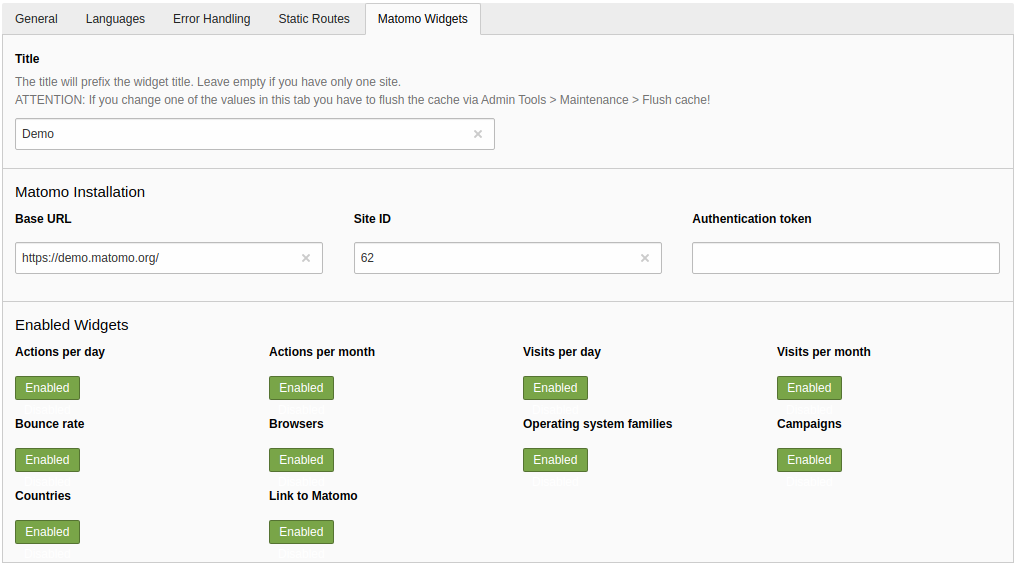 General Languages Error Handling Static Routes Matomo Widgets
Title
The title will prefix the widget title. Leave empty if you have only one site.
ATTENTION: If you change one of the values in this tab you have to flush the cache via Admin Tools > Maintenance > Flush cache!
Demo
Matomo Installation
Base URL Site ID Authentication token
https://demo.matomo.org/ 62
Enabled Widgets
Actions per day Actions per month Visits per day Visits per month
Enabled Enabled Enabled Enabled
Bounce rate Browsers Operating system families Campaigns
Enabled Enabled Enabled Enabled
Countries Link to Matomo
Enabled Enabled